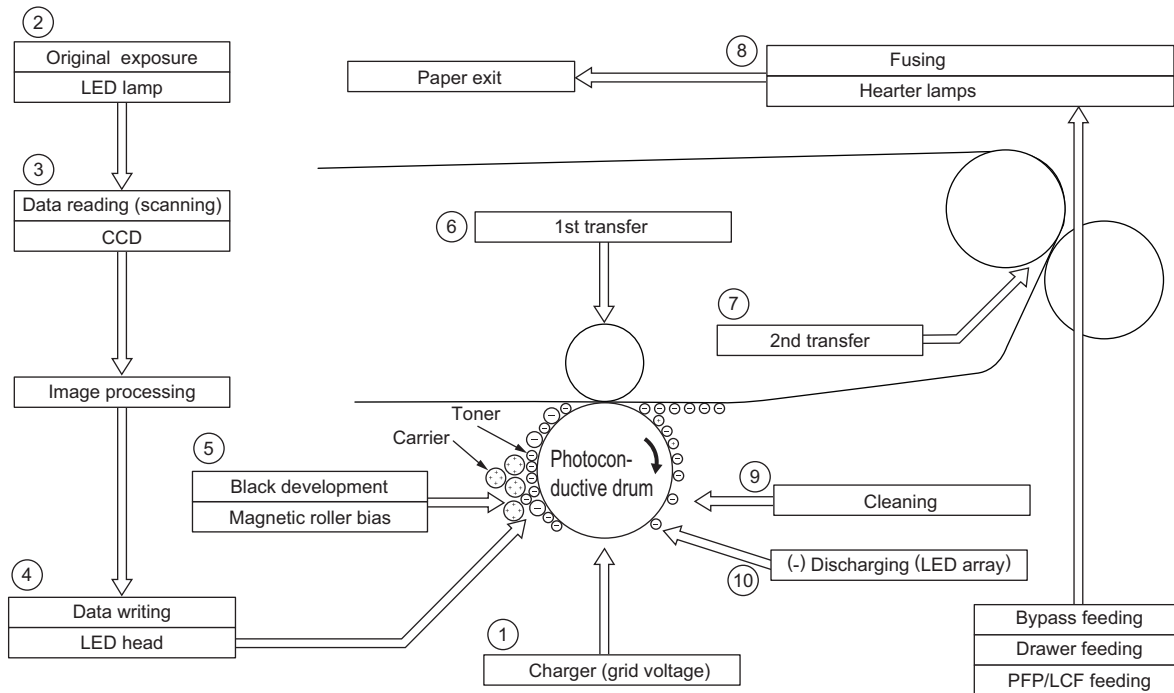 ②
Original exposure
LED lamp
③
Data reading (scanning)
CCD
Image processing
④
Data writing
LED head
⑤
Black development
Magnetic roller bias
Toner
Carrier
Photocon-
ductive drum
⑥
1st transfer
⑦
2nd transfer
⑧
Fusing
Hearter lamps
Paper exit
⑨
Cleaning
(-) Discharging (LED array)
⑩
①
Charger (grid voltage)
Bypass feeding
Drawer feeding
PFP/LCF feeding